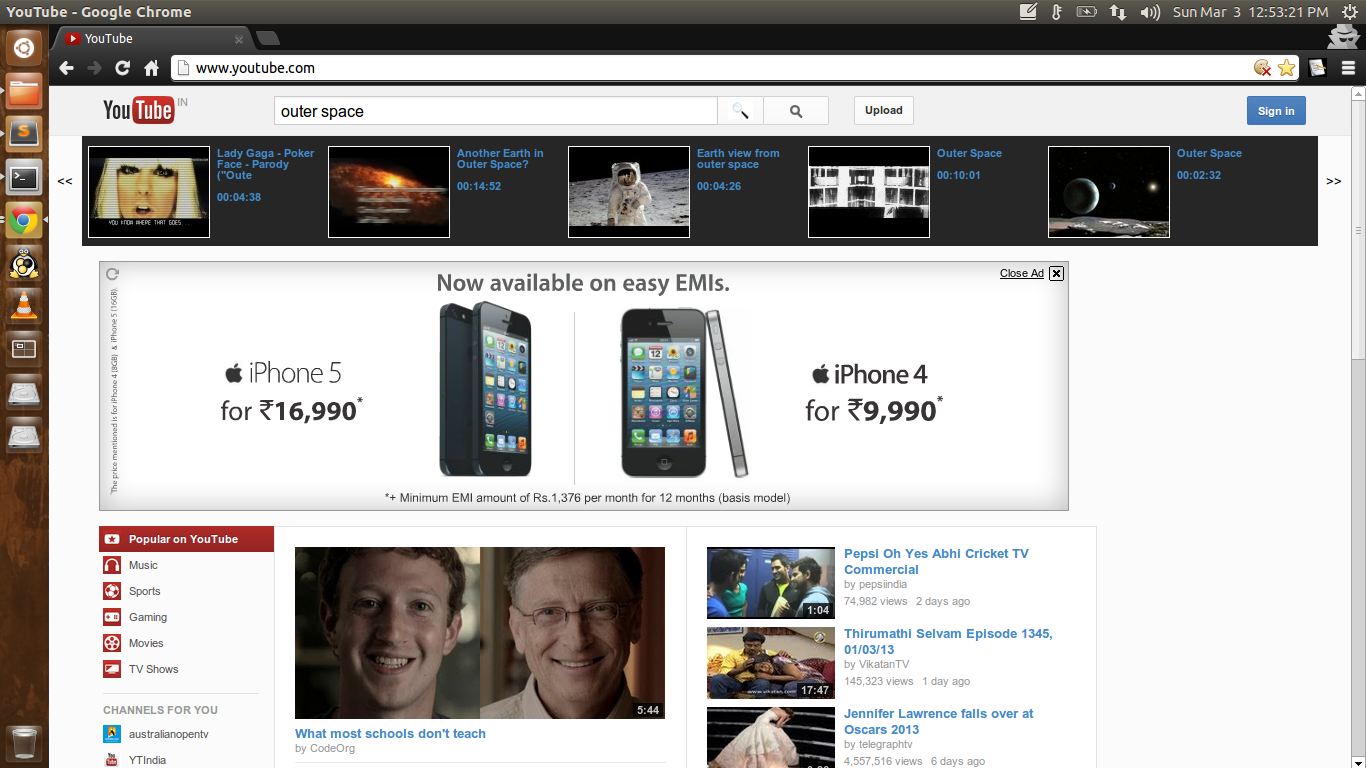 YouTube - Google Chrome
Sun Mar 3 12:53:21 PM
YouTube
www.youtube.com
YouTube IN
outer space
Upload
Sign in
<<
Lady Gaga - Poker
Face - Parody
("Oute
00:04:38
YOU KNOW WHERE THAT GOES...
Another Earth in
Outer Space?
00:14:52
Earth view from
outer space
00:04:26
Outer Space
00:10:01
Outer Space
00:02:32
>>
Close Ad
The price mentioned is for iPhone 4 (8GB) & iPhone 5 (16GB).
Now available on easy EMIs.
iPhone 5
for ₹16,990*
iPhone 4
for ₹9,990*
*+ Minimum EMI amount of Rs.1,376 per month for 12 months (basis model)
Popular on YouTube
Music
Sports
Gaming
Movies
TV Shows
CHANNELS FOR YOU
australianopentv
YTIndia
5:44
What most schools don't teach
by CodeOrg
1:04
Pepsi Oh Yes Abhi Cricket TV
Commercial
by pepsiindia
74,982 views 2 days ago
www.vikatan.com
17:47
Thirumathi Selvam Episode 1345,
01/03/13
by VikatanTV
145,323 views 1 day ago
Jennifer Lawrence falls over at
Oscars 2013
by telegraphtv
4,557,516 views 6 days ago